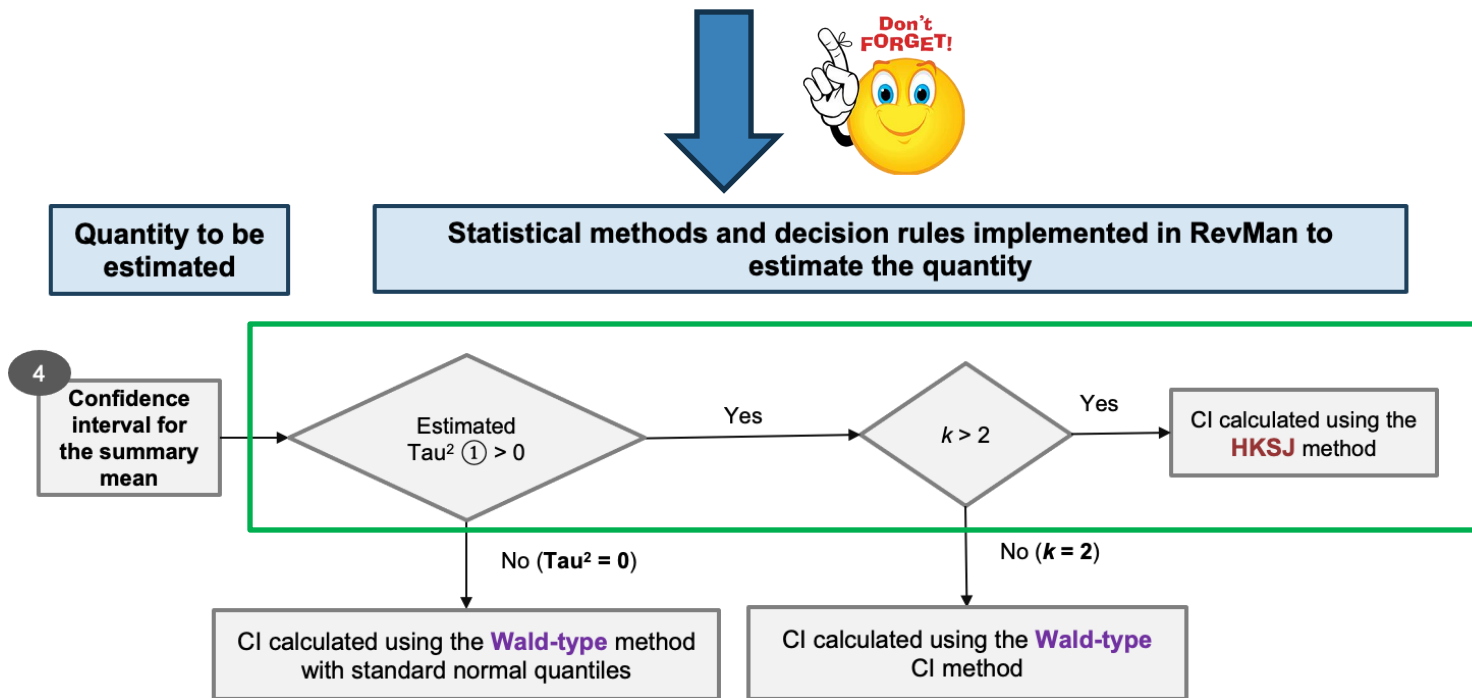 Don't
FORGET!
Quantity to be
estimated
Statistical methods and decision rules implemented in RevMan to
estimate the quantity
4
Confidence
interval for
the summary
mean
Estimated
Tau² ① > 0
Yes
k > 2
Yes
CI calculated using the
HKSJ method
No (Tau² = 0)
No (k = 2)
CI calculated using the Wald-type method
with standard normal quantiles
CI calculated using the Wald-type
CI method